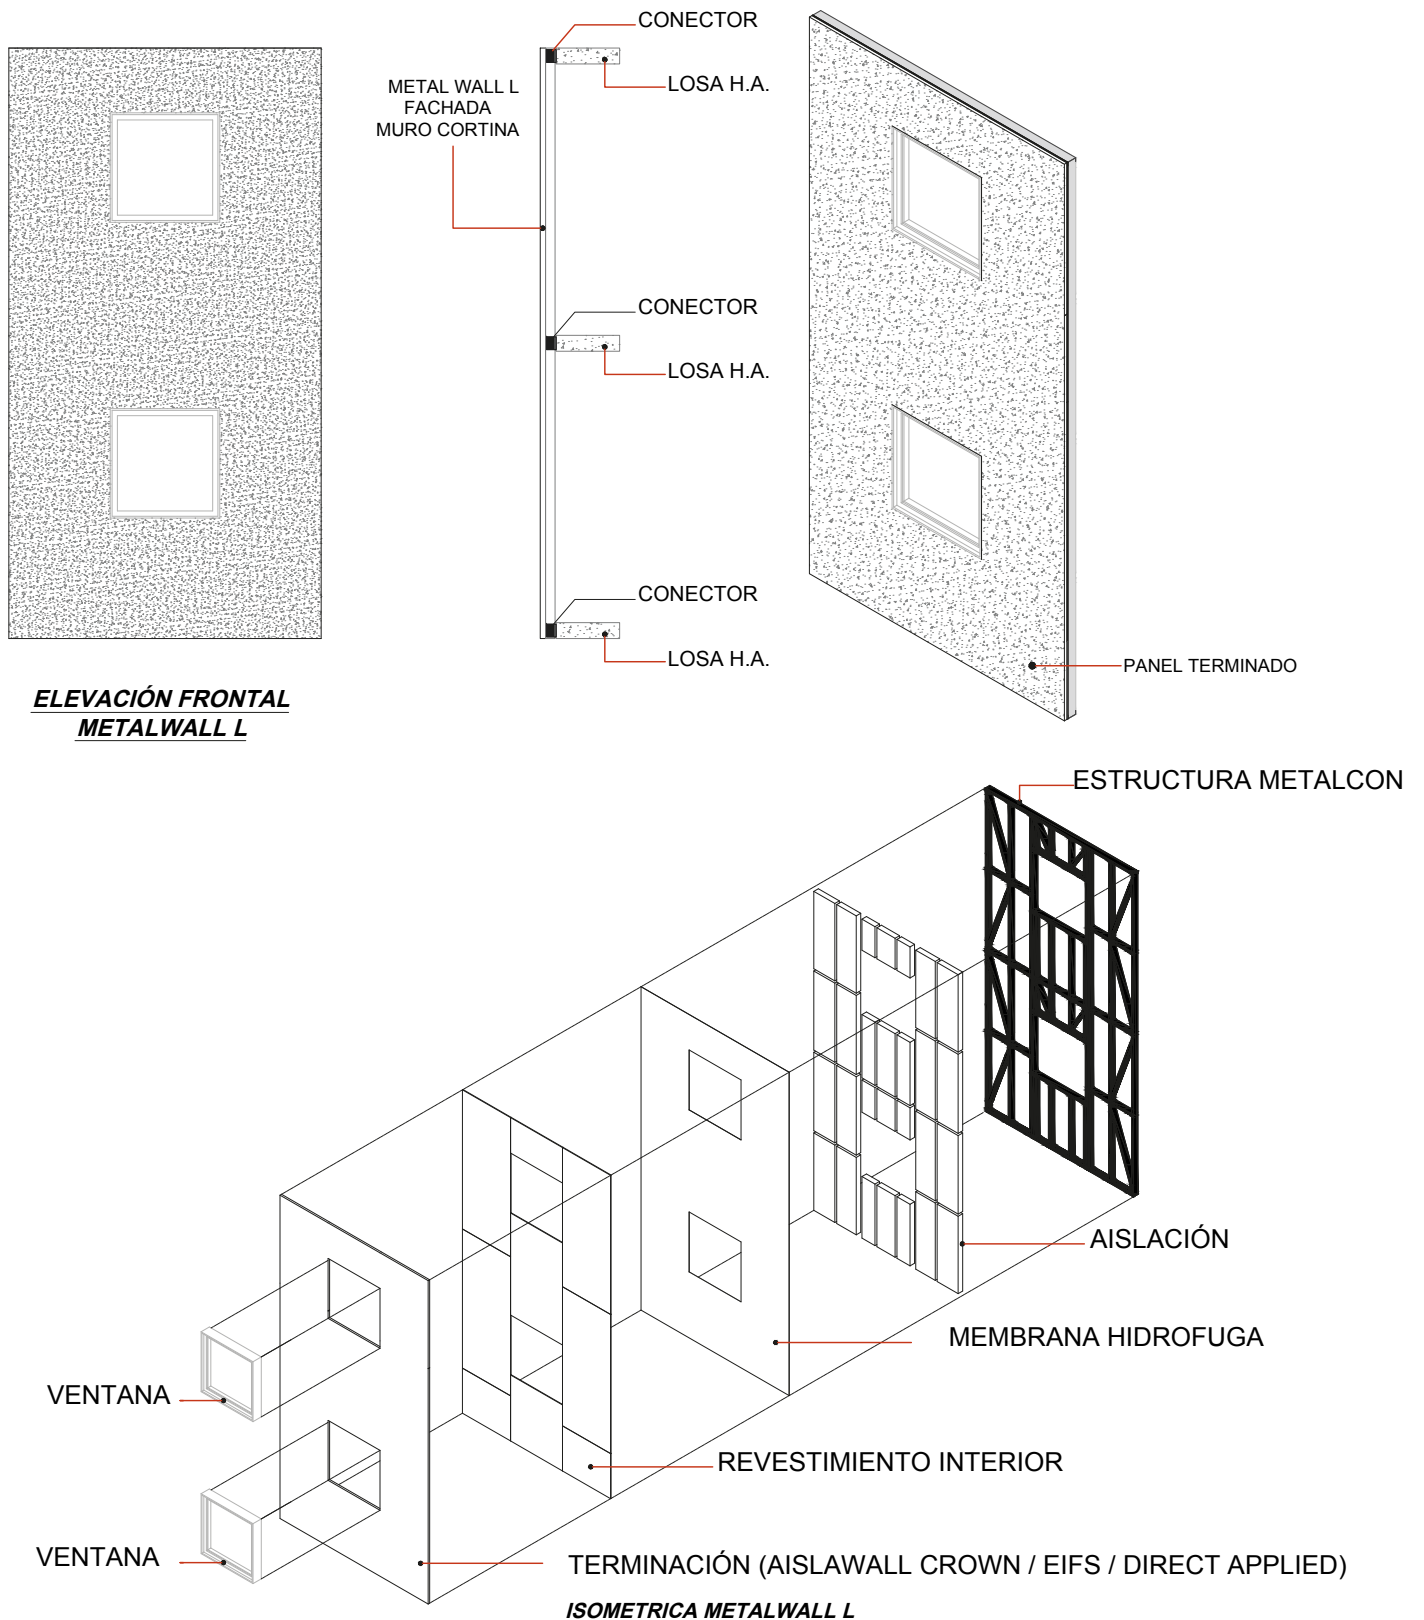 CONECTOR
LOSA H.A.
METAL WALL L
FACHADA
MURO CORTINA
CONECTOR
LOSA H.A.
CONECTOR
LOSA H.A.
PANEL TERMINADO
ELEVACIÓN FRONTAL
METALWALL L
ESTRUCTURA METALCON
AISLACIÓN
MEMBRANA HIDROFUGA
VENTANA
REVESTIMIENTO INTERIOR
VENTANA
TERMINACIÓN (AISLAWALL CROWN / EIFS / DIRECT APPLIED)
ISOMETRICA METALWALL L